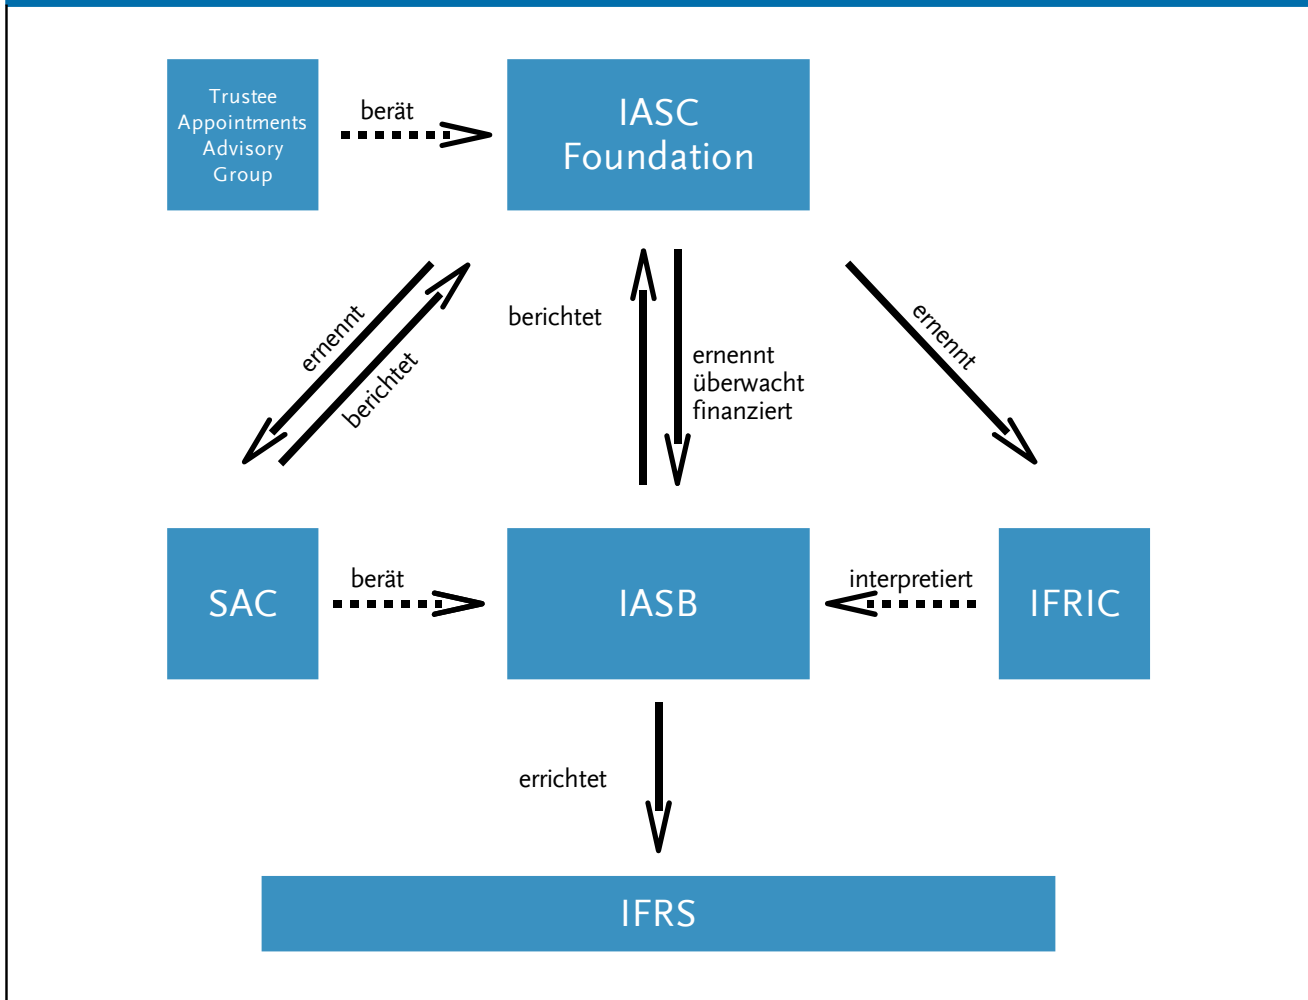 Trustee
Appointments
Advisory
Group
berät
IASC
Foundation
ernennt
berichtet
berichtet
ernennt
überwacht
finanziert
ernennt
SAC
berät
IASB
interpretiert
IFRIC
errichtet
IFRS